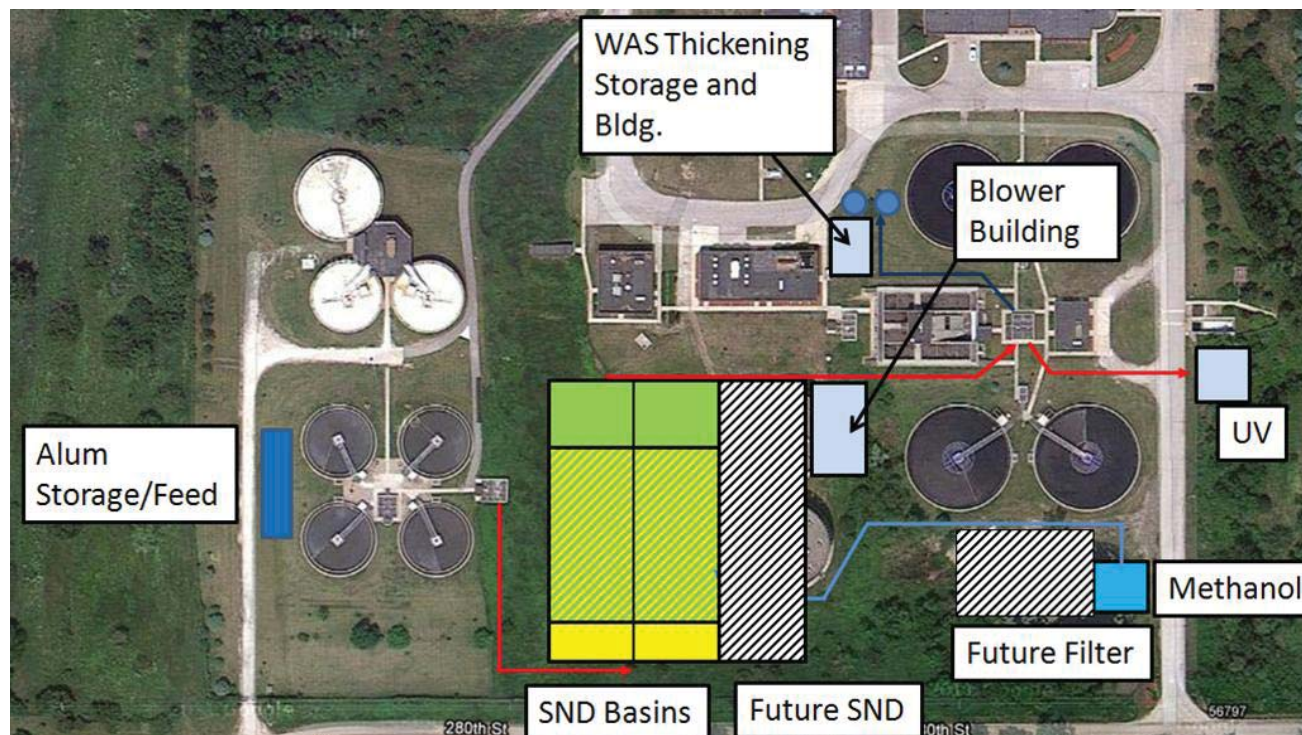 WAS Thickening
Storage and
Bldg.
Blower
Building
Alum
Storage/Feed
UV
Methanol
Future Filter
SND Basins
Future SND
280th St
0th St
56797